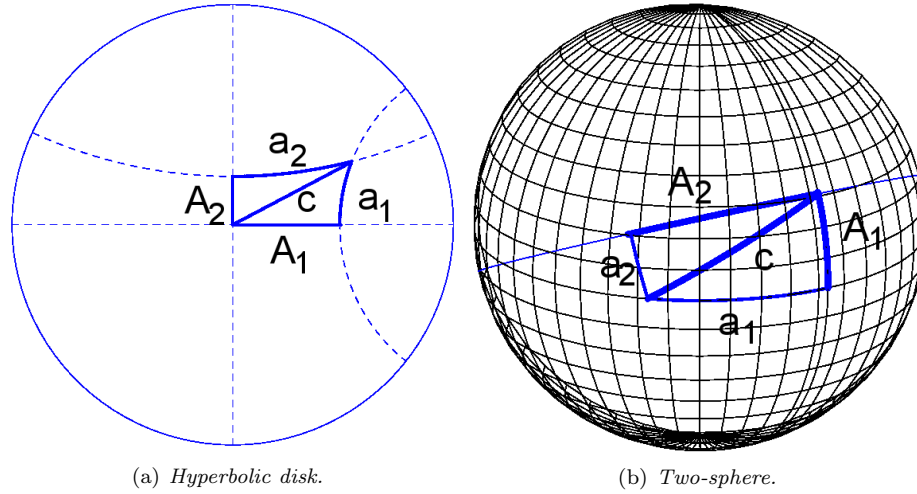 a₂
A₂
c
a₁
A₁
A₂
A₁
a₂
c
a₁
(a) Hyperbolic disk.
(b) Two-sphere.